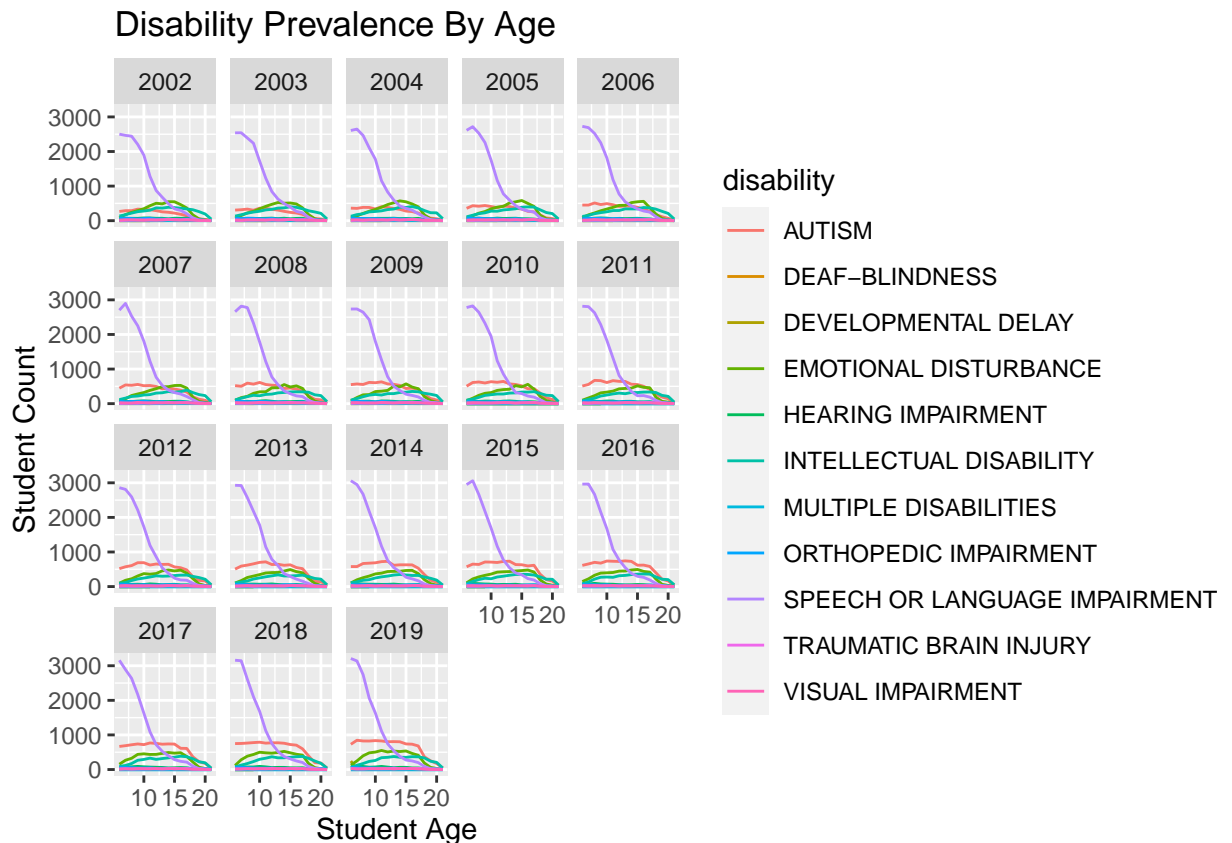 Disability Prevalence By Age
2002 2003 2004 2005 2006
3000
2000
1000
0
2007 2008 2009 2010 2011
3000
2000
1000
0
2012 2013 2014 2015 2016
3000
2000
1000
0
10 15 20 10 15 20
2017 2018 2019
3000
2000
1000
0
10 15 20 10 15 20 10 15 20
Student Age
Student Count
disability
AUTISM
DEAF−BLINDNESS
DEVELOPMENTAL DELAY
EMOTIONAL DISTURBANCE
HEARING IMPAIRMENT
INTELLECTUAL DISABILITY
MULTIPLE DISABILITIES
ORTHOPEDIC IMPAIRMENT
SPEECH OR LANGUAGE IMPAIRMENT
TRAUMATIC BRAIN INJURY
VISUAL IMPAIRMENT